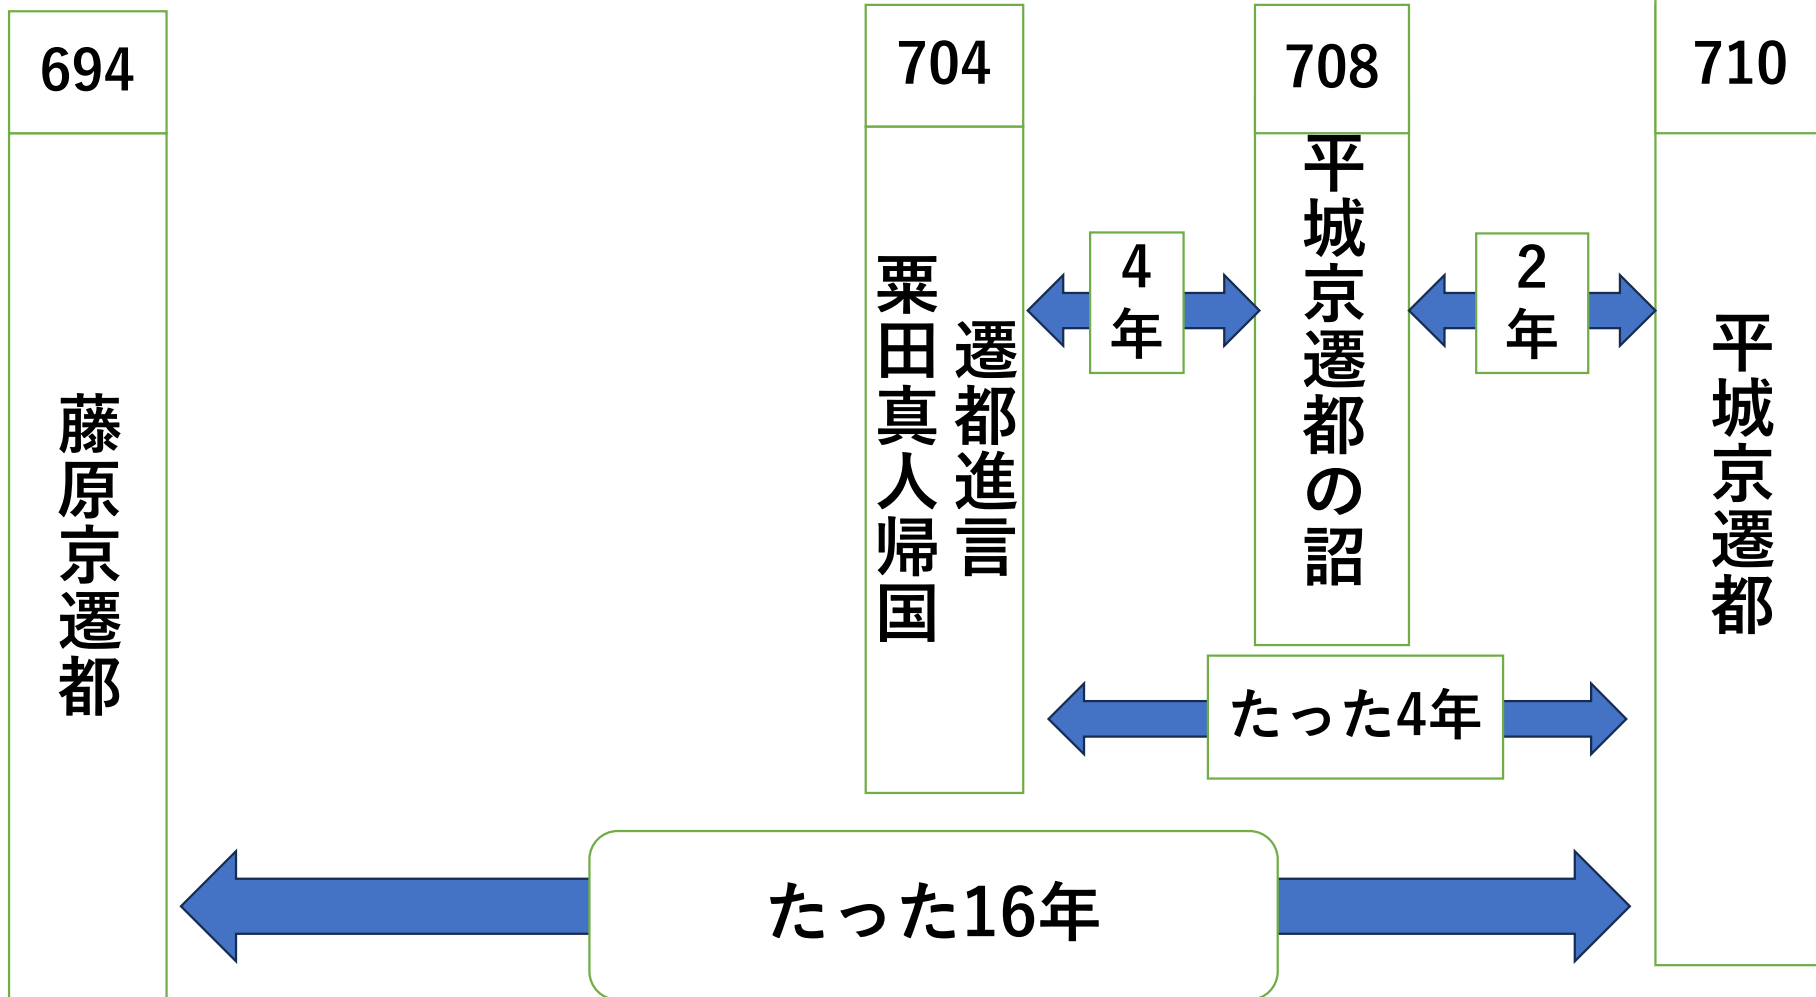 694
藤原京遷都
704
遷都進言
粟田真人帰国
4
年
708
平城京遷都の詔
2
年
710
平城京遷都
たった4年
たった16年